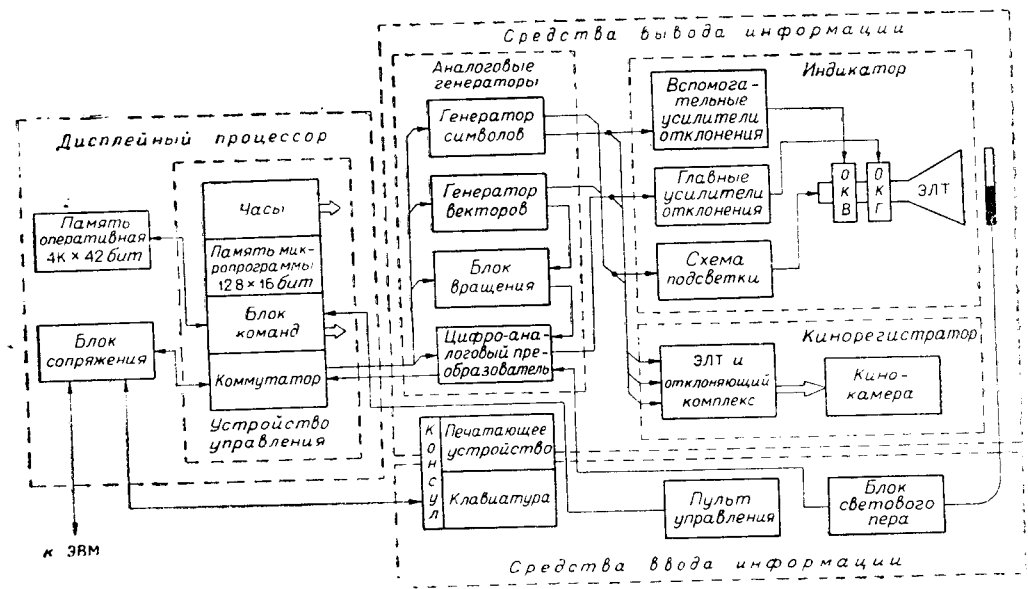 Средства вывода информации
Аналоговые
генераторы
Индикатор
Генератор
символов
Вспомога-
тельные
усилители
отклонения
Дисплейный процессор
Генератор
векторов
Главные
усилители
отклонения
ОКВ
ОКГ
ЭЛТ
Часы
Память
оперативная
4К × 42 бит
Память мик-
ропрограммы
128 × 16 бит
Блок
вращения
Схема
подсветки
Блок
команд
Цифро-ана-
логовый пре-
образователь
Кинорегистратор
Блок
сопряжения
Коммутатор
ЭЛТ и
отклоняющий
комплекс
Кино-
камера
Устройство
управления
Консул
Печатающее
устройство
Клавиатура
Пульт
управления
Блок
светового
пера
к ЭВМ
Средства ввода информации